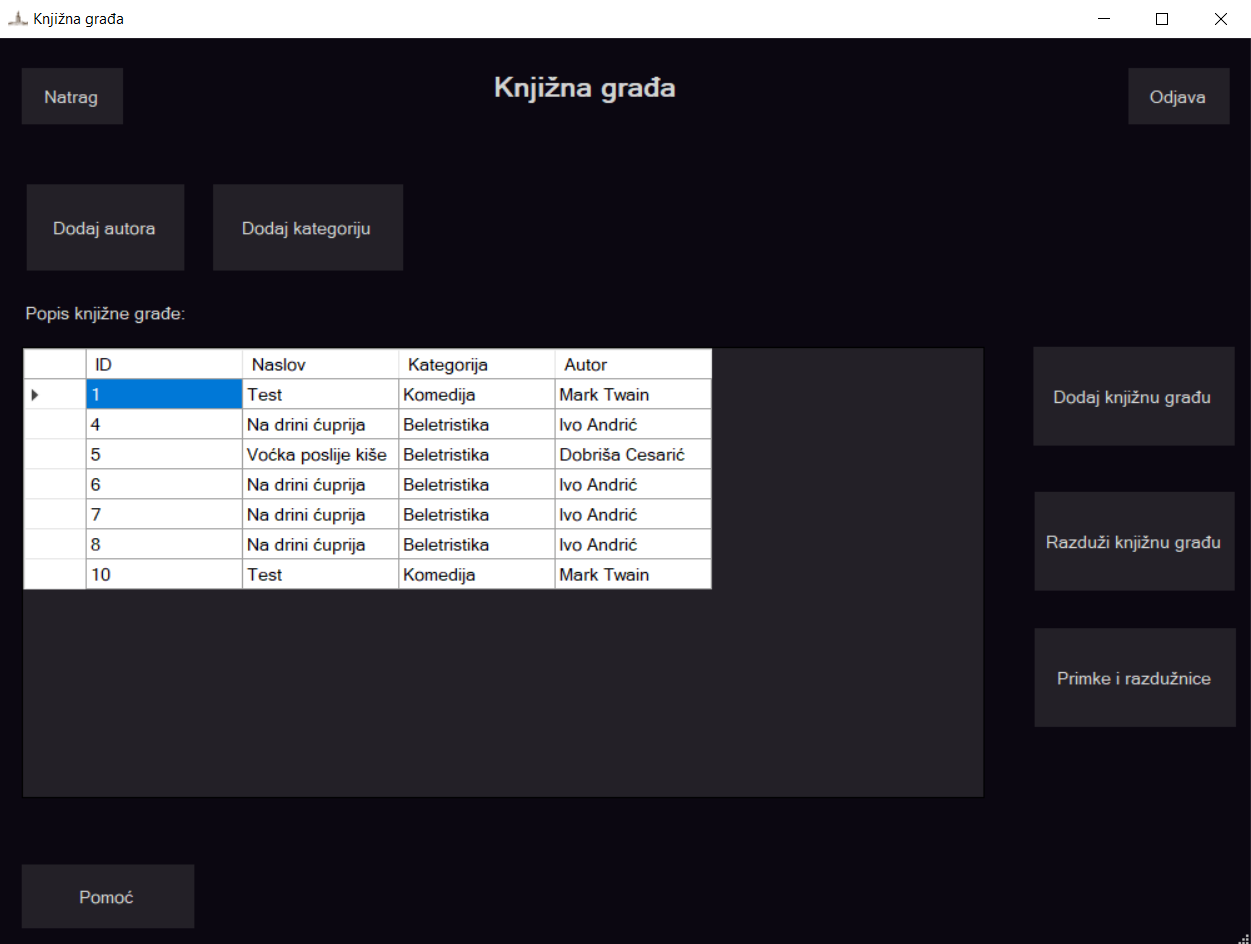 Knjižna građa
Natrag
Knjižna građa
Odjava
Dodaj autora
Dodaj kategoriju
Popis knjižne građe:
ID Naslov Kategorija Autor
1 Test Komedija Mark Twain
4 Na drini ćuprija Beletristika Ivo Andrić
5 Voćka poslije kiše Beletristika Dobriša Cesarić
6 Na drini ćuprija Beletristika Ivo Andrić
7 Na drini ćuprija Beletristika Ivo Andrić
8 Na drini ćuprija Beletristika Ivo Andrić
10 Test Komedija Mark Twain
Dodaj knjižnu građu
Razduži knjižnu građu
Primke i razdužnice
Pomoć